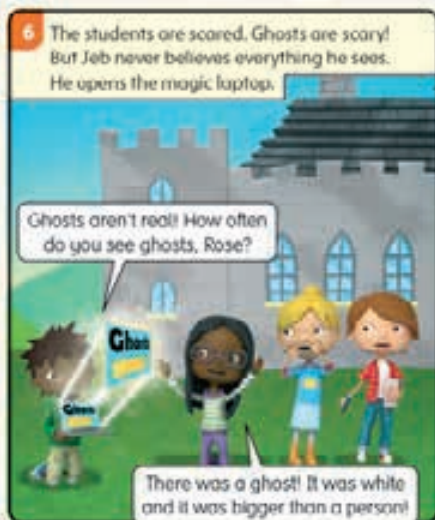 6
The students are scared. Ghosts are scary!
But Jeb never believes everything he sees.
He opens the magic laptop.
Ghosts aren't real! How often
do you see ghosts, Rose?
Ghosts
Ghosts
There was a ghost! It was white
and it was bigger than a person!